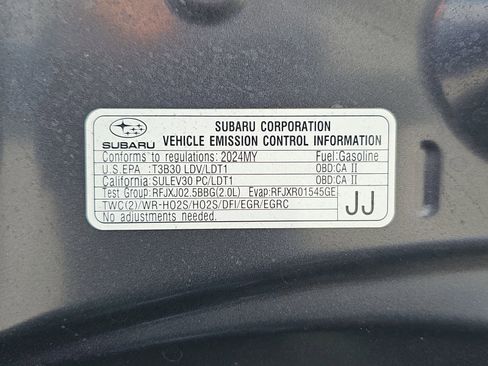 SUBARU
SUBARU CORPORATION
VEHICLE EMISSION CONTROL INFORMATION
Conforms to regulations: 2024MY Fuel:Gasoline
U.S.EPA :T3B30 LDV/LDT1 OBD:CA II
California:SULEV30 PC/LDT1 OBD:CA II
Test Group:RFJXJ02.5BBG(2.0L) Evap:RFJXR01545GE
TWC(2)/WR-HO2S/HO2S/DFI/EGR/EGRC
No adjustments needed.
JJ